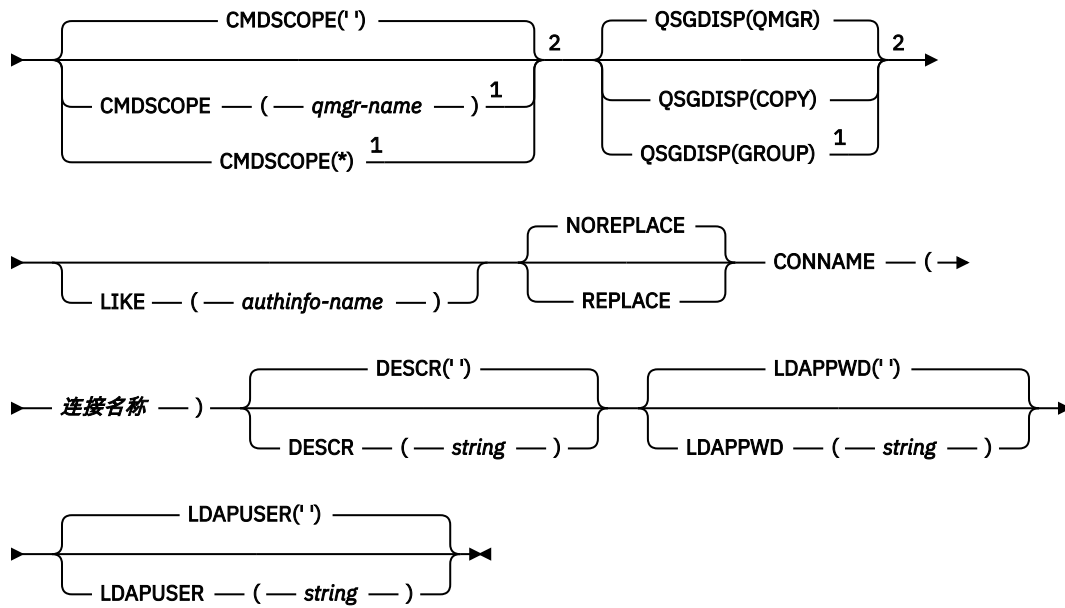 CMDSCOPE(' ') QSGDISP(QMGR)
2 2
CMDSCOPE ( qmgr-name ) 1 QSGDISP(COPY)
CMDSCOPE(*) 1 QSGDISP(GROUP) 1
NOREPLACE
CONNAME (
LIKE ( authinfo-name ) REPLACE
DESCR(' ') LDAPPWD(' ')
连接名称 )
DESCR ( string ) LDAPPWD ( string )
LDAPUSER(' ')
LDAPUSER ( string )